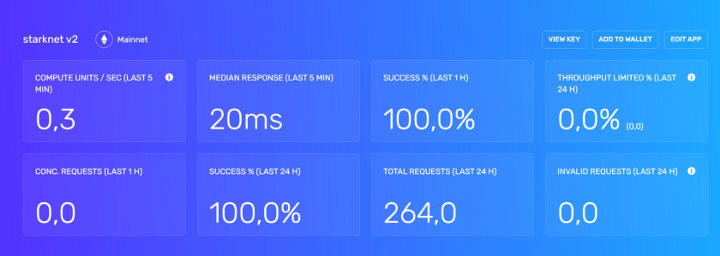 starknet v2 Mainnet VIEW KEY ADD TO WALLET EDIT APP
COMPUTE UNITS / SEC (LAST 5
MIN)
0,3
MEDIAN RESPONSE (LAST 5 MIN)
20ms
SUCCESS % (LAST 1 H)
100,0%
THROUGHPUT LIMITED % (LAST
24 H)
0,0% (0,0)
CONC. REQUESTS (LAST 1 H)
0,0
SUCCESS % (LAST 24 H)
100,0%
TOTAL REQUESTS (LAST 24 H)
264,0
INVALID REQUESTS (LAST 24 H)
0,0